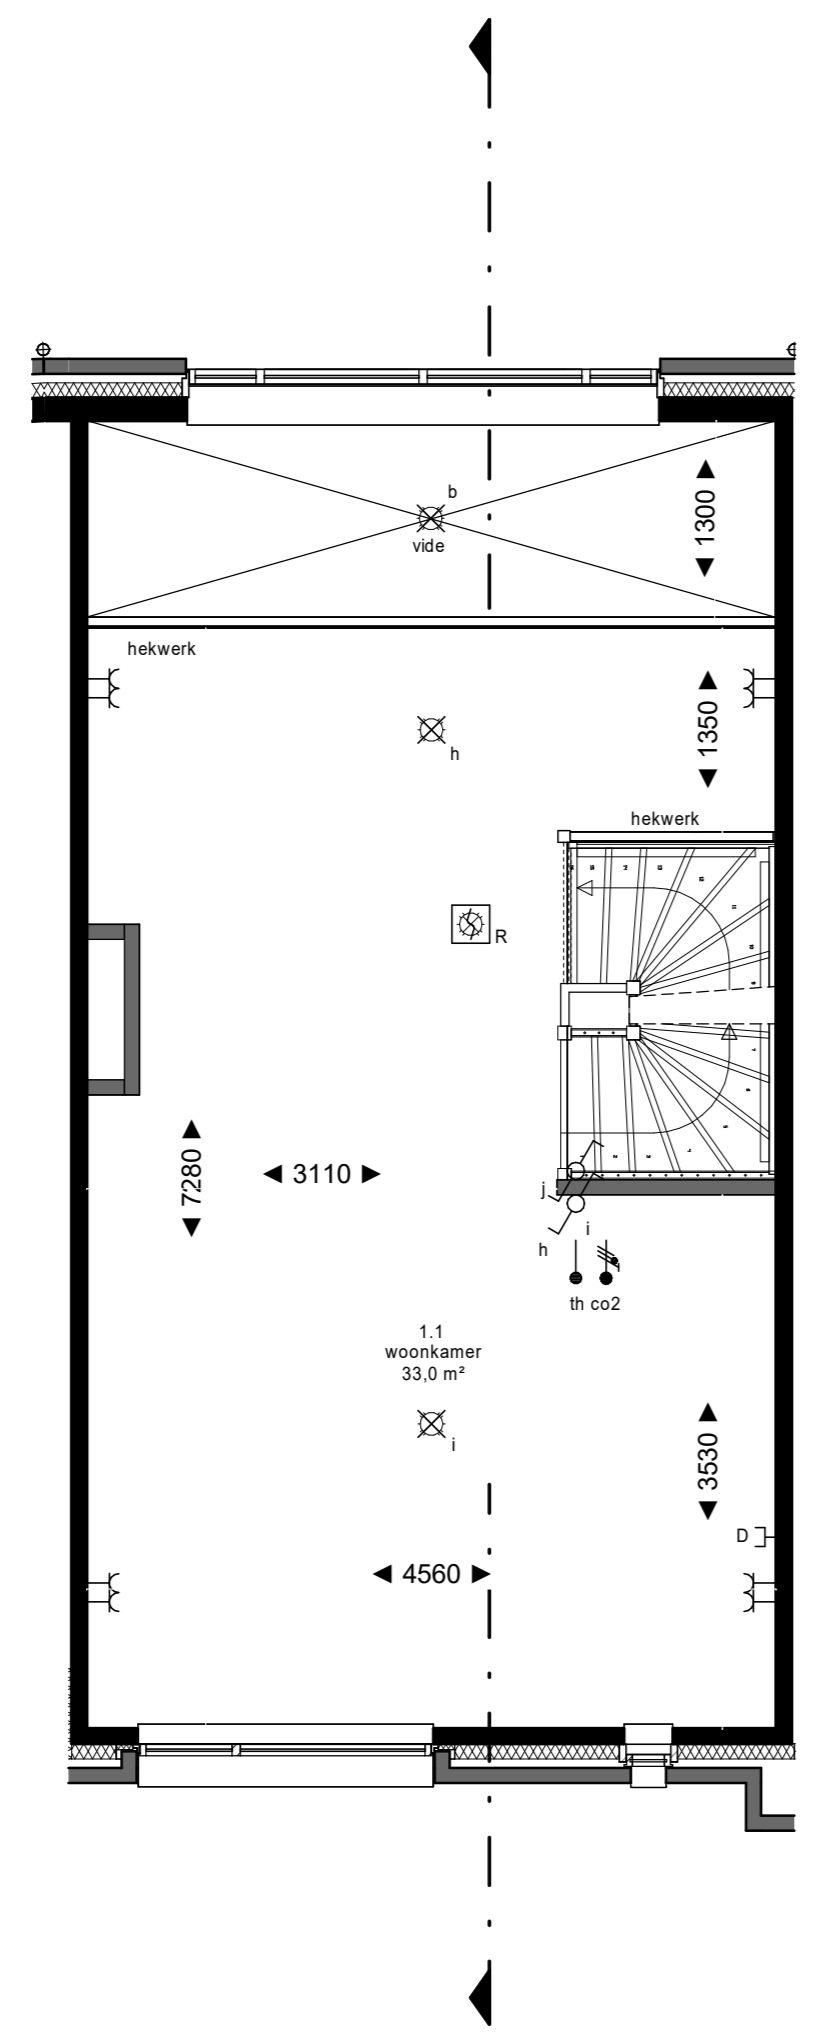 b
vide
1300
hekwerk
1350
h
hekwerk
R
7280
3110
j
i
h
th co2
1.1
woonkamer
33,0 m²
i
3530
D
4560